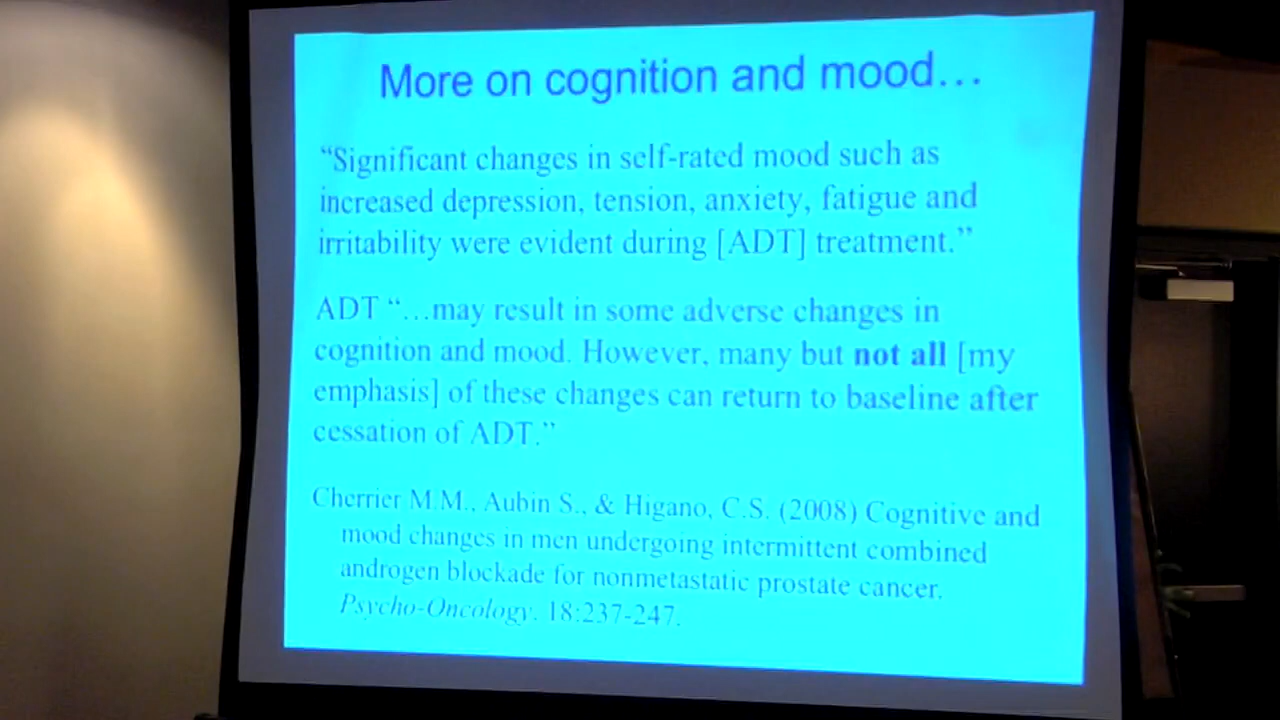 More on cognition and mood…
“Significant changes in self-rated mood such as
increased depression, tension, anxiety, fatigue and
irritability were evident during [ADT] treatment.”
ADT “…may result in some adverse changes in
cognition and mood. However, many but not all [my
emphasis] of these changes can return to baseline after
cessation of ADT.”
Cherrier M.M., Aubin S., & Higano, C.S. (2008) Cognitive and
mood changes in men undergoing intermittent combined
androgen blockade for nonmetastatic prostate cancer.
Psycho-Oncology. 18:237-247.